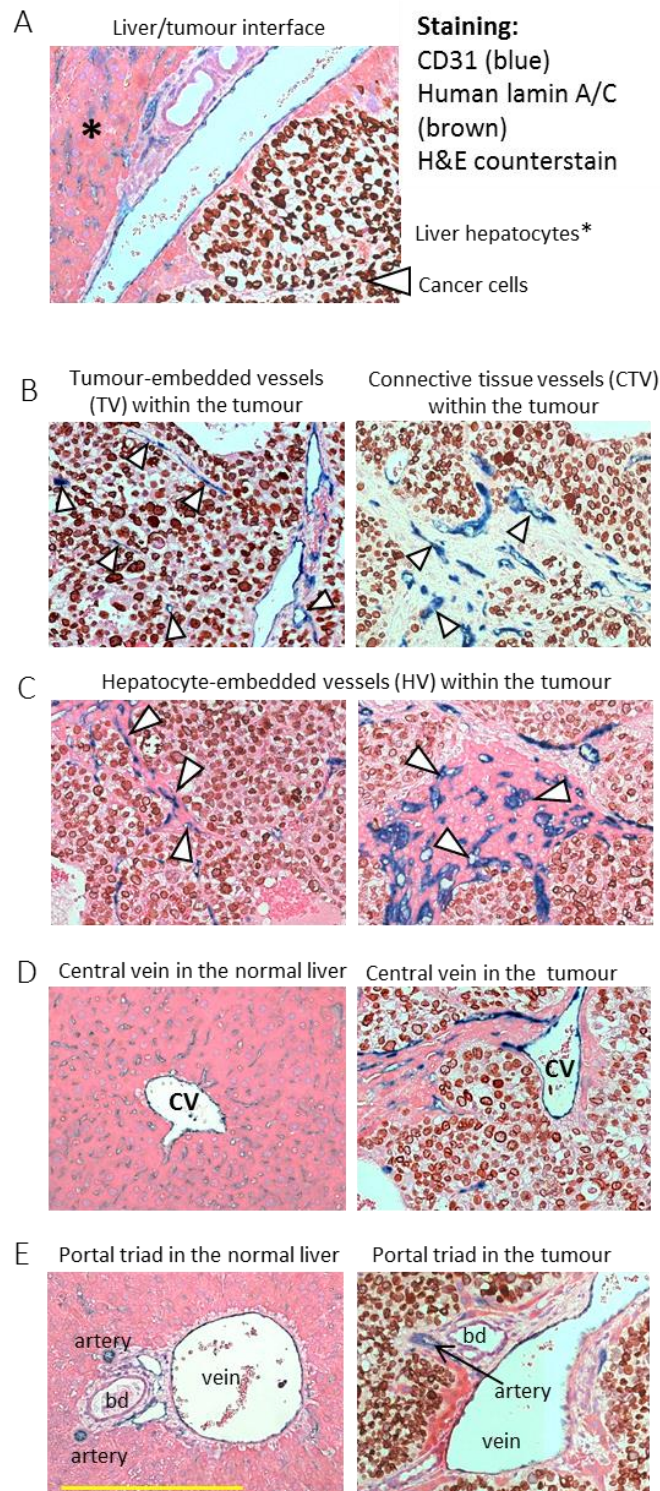 A
Liver/tumour interface
*
Staining:
CD31 (blue)
Human lamin A/C
(brown)
H&E counterstain
Liver hepatocytes*
Cancer cells
B
Tumour-embedded vessels
(TV) within the tumour
Connective tissue vessels (CTV)
within the tumour
C
Hepatocyte-embedded vessels (HV) within the tumour
D
Central vein in the normal liver
Central vein in the tumour
CV
CV
E
Portal triad in the normal liver
Portal triad in the tumour
artery
bd
vein
artery
bd
artery
vein